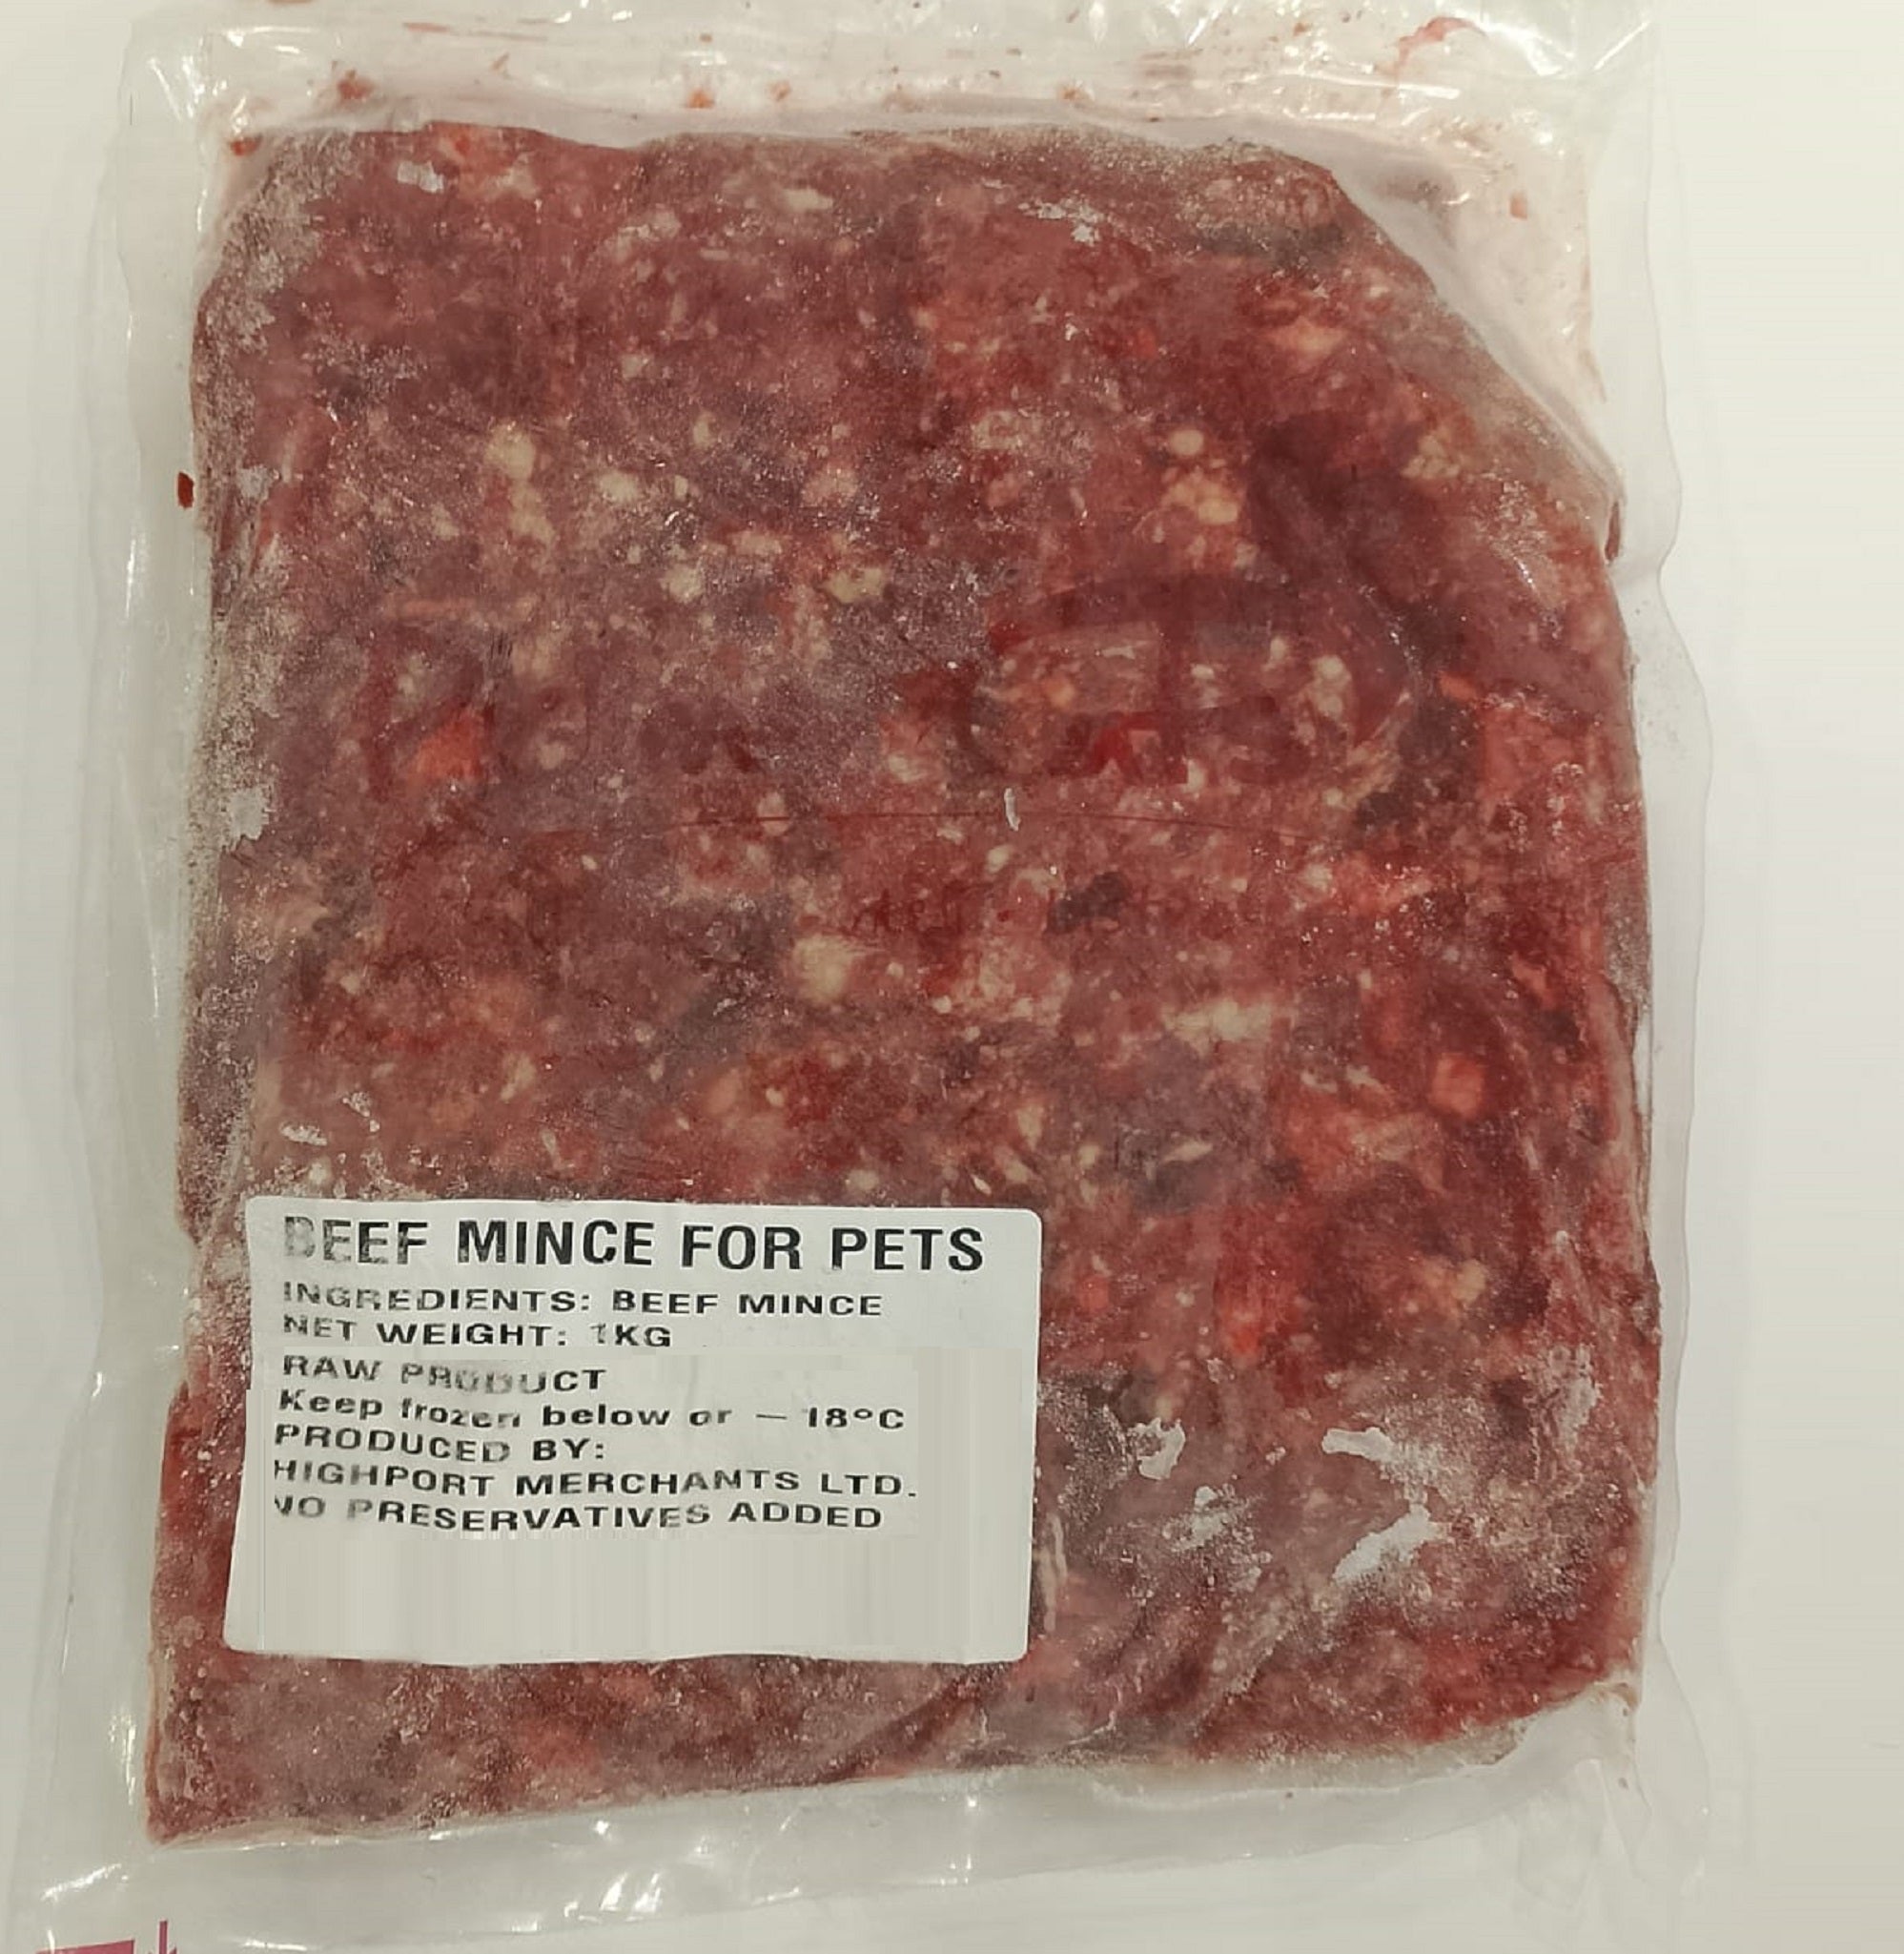 BEEF MINCE FOR PETS
INGREDIENTS: BEEF MINCE
NET WEIGHT: 1KG
RAW PRODUCT
Keep frozen below or – 18°C
PRODUCED BY:
HIGHPORT MERCHANTS LTD.
NO PRESERVATIVES ADDED